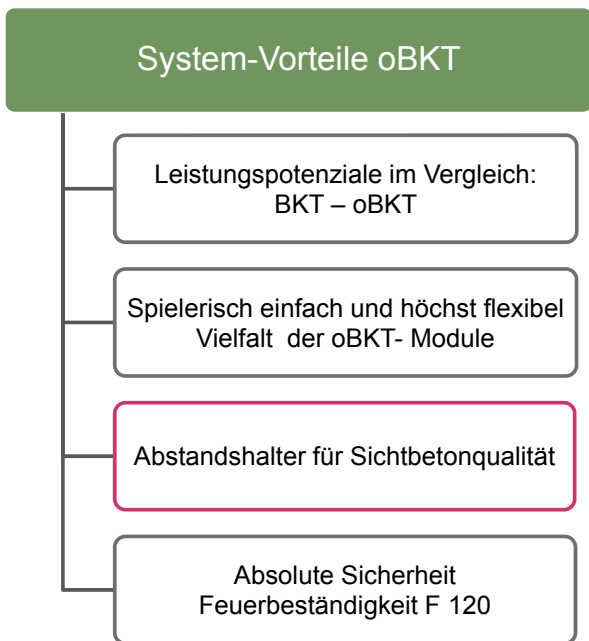 System-Vorteile oBKT
Leistungspotenziale im Vergleich:
BKT – oBKT
Spielerisch einfach und höchst flexibel
Vielfalt der oBKT- Module
Abstandshalter für Sichtbetonqualität
Absolute Sicherheit
Feuerbeständigkeit F 120